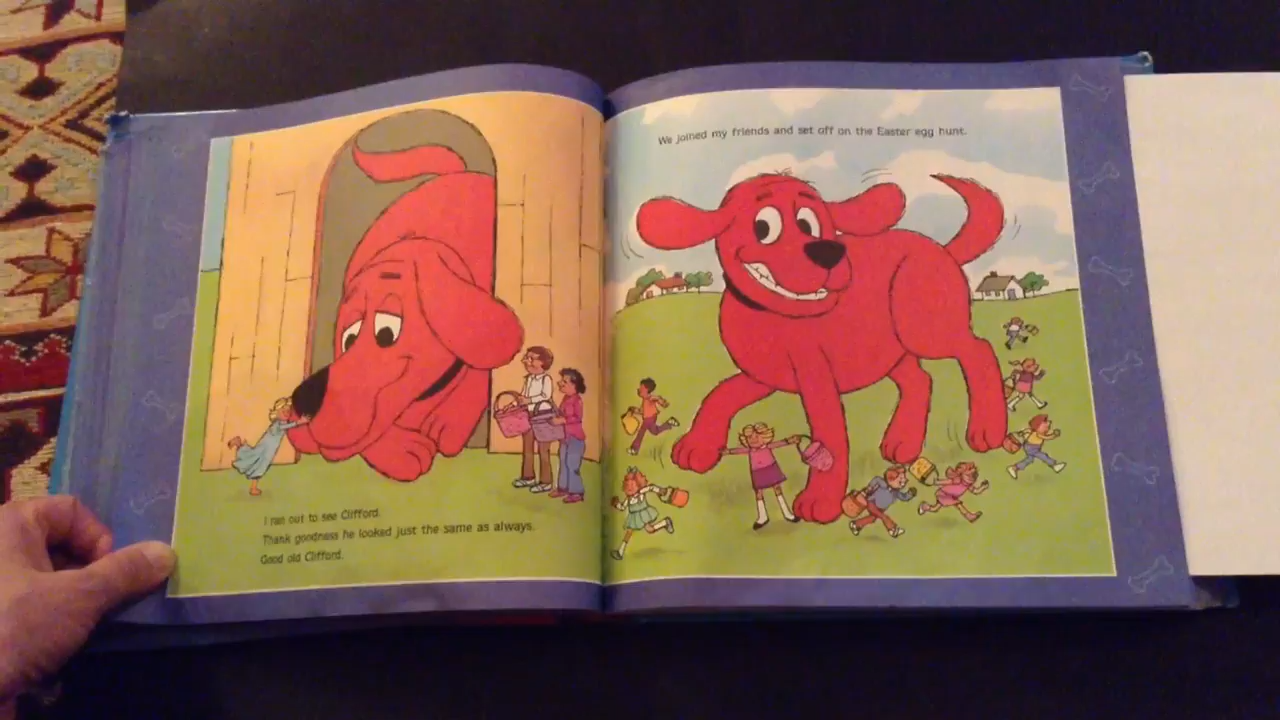 I ran out to see Clifford.
Thank goodness he looked just the same as always.
Good old Clifford.
We joined my friends and set off on the Easter egg hunt.